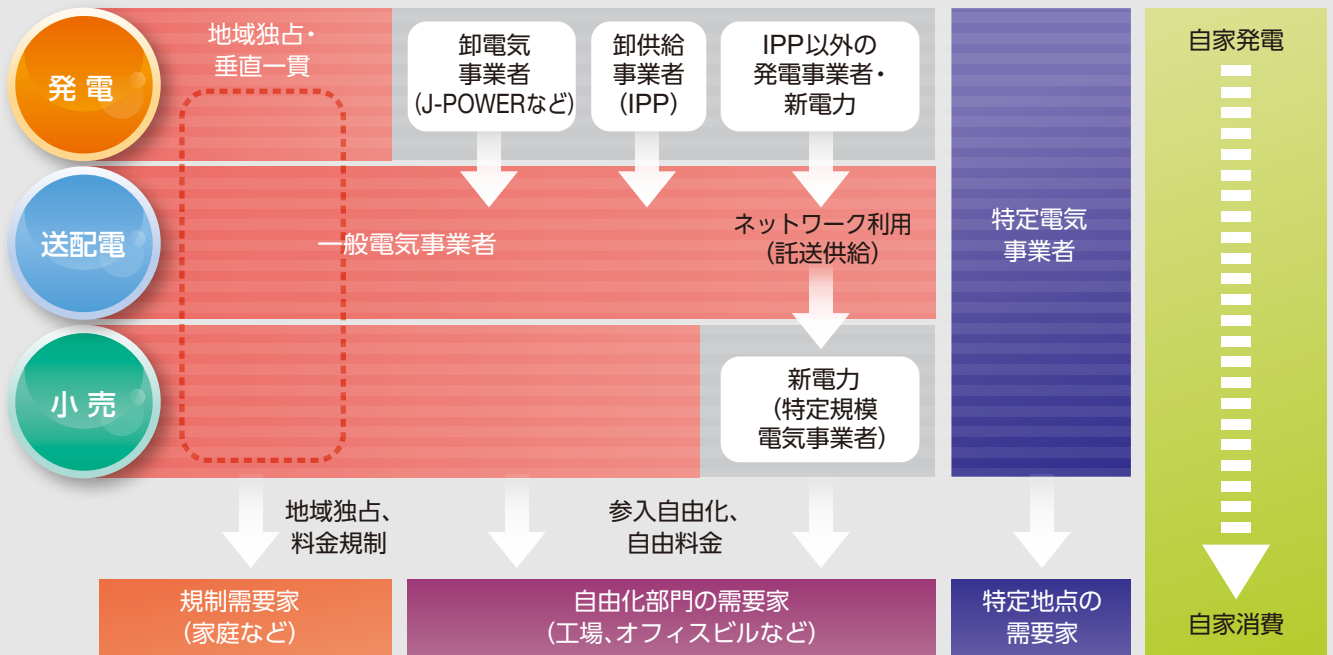 発電
地域独占・
垂直一貫
卸電気
事業者
(J-POWERなど)
卸供給
事業者
(IPP)
IPP以外の
発電事業者・
新電力
自家発電
送配電
一般電気事業者
ネットワーク利用
(託送供給)
特定電気
事業者
小売
新電力
(特定規模
電気事業者)
地域独占、
料金規制
参入自由化、
自由料金
規制需要家
(家庭など)
自由化部門の需要家
(工場、オフィスビルなど)
特定地点の
需要家
自家消費